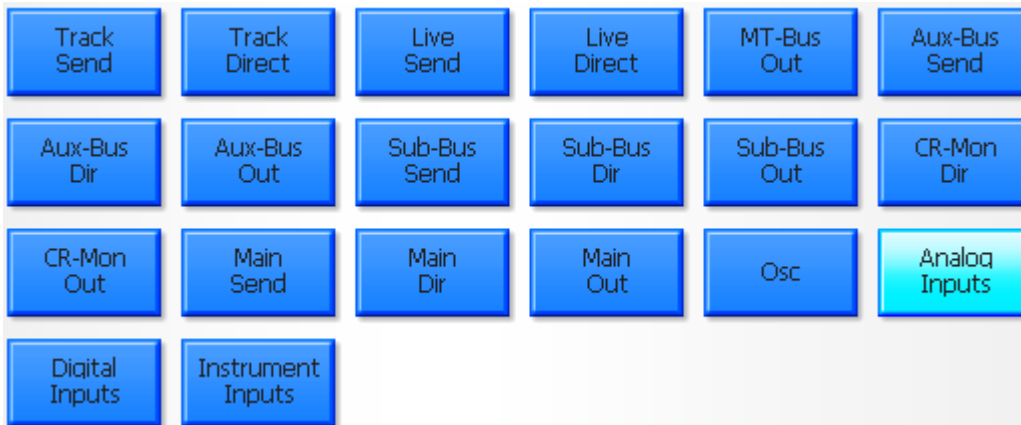 Track
Send
Track
Direct
Live
Send
Live
Direct
MT-Bus
Out
Aux-Bus
Send
Aux-Bus
Dir
Aux-Bus
Out
Sub-Bus
Send
Sub-Bus
Dir
Sub-Bus
Out
CR-Mon
Dir
CR-Mon
Out
Main
Send
Main
Dir
Main
Out
Osc
Analog
Inputs
Digital
Inputs
Instrument
Inputs